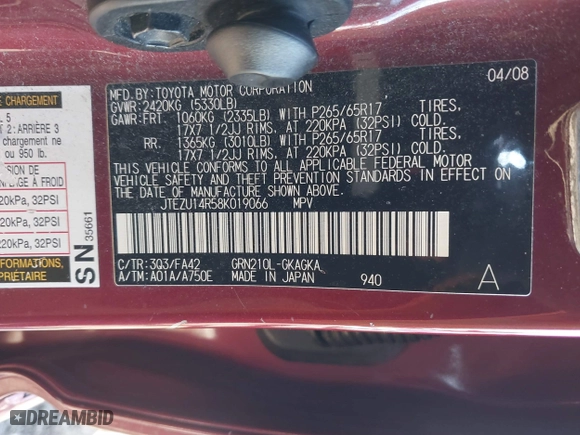 04/08
MFD. BY: TOYOTA MOTOR CORPORATION
GVWR: 2420KG (5330LB)
GAWR: FRT. 1060KG (2335LB) WITH P265/65R17 TIRES,
17X7 1/2JJ RIMS, AT 220KPA (32PSI) COLD.
RR. 1365KG (3010LB) WITH P265/65R17 TIRES,
17X7 1/2JJ RIMS, AT 220KPA (32PSI) COLD.
THIS VEHICLE CONFORMS TO ALL APPLICABLE FEDERAL MOTOR
VEHICLE SAFETY AND THEFT PREVENTION STANDARDS IN EFFECT ON
THE DATE OF MANUFACTURE SHOWN ABOVE.
JTEZU14R58K019066 MPV
C/TR: 3Q3/FA42 GRN210L-GKAGKA
A/TM: A01A/A750E MADE IN JAPAN 940 A
E CHARGEMENT
5
2: ARRIÈRE 3
chargement ne
ou 950 lb.
SION DE
À FROID
20kPa, 32PSI
220kPa, 32PSI
220kPa, 32PSI
INFORMATIONS,
PRIÉTAIRE
SN 35661
DREAMBID